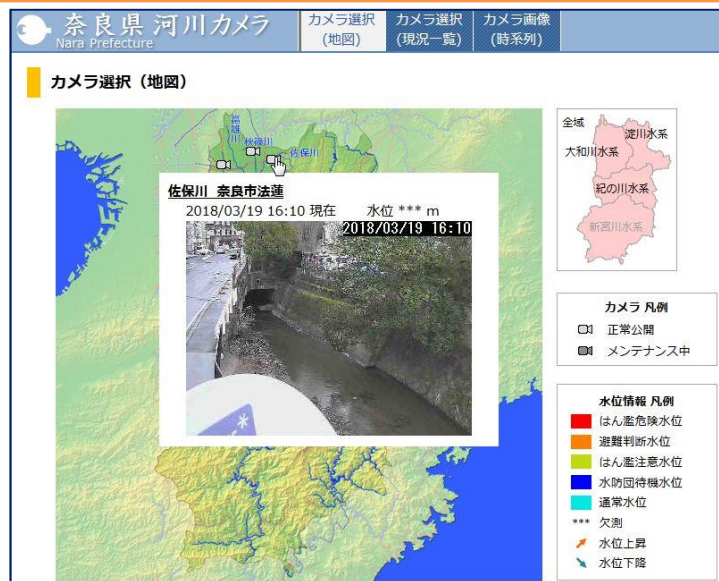 奈良県 河川カメラ
Nara Prefecture
カメラ選択
(地図)
カメラ選択
(現況一覧)
カメラ画像
(時系列)
カメラ選択（地図）
富雄川
秋篠川
佐保川
佐保川 奈良市法蓮
2018/03/19 16:10 現在 水位 *** m
2018/03/19 16:10
全域
淀川水系
大和川水系
紀の川水系
新宮川水系
カメラ 凡例
正常公開
メンテナンス中
水位情報 凡例
はん濫危険水位
避難判断水位
はん濫注意水位
水防団待機水位
通常水位
*** 欠測
水位上昇
水位下降